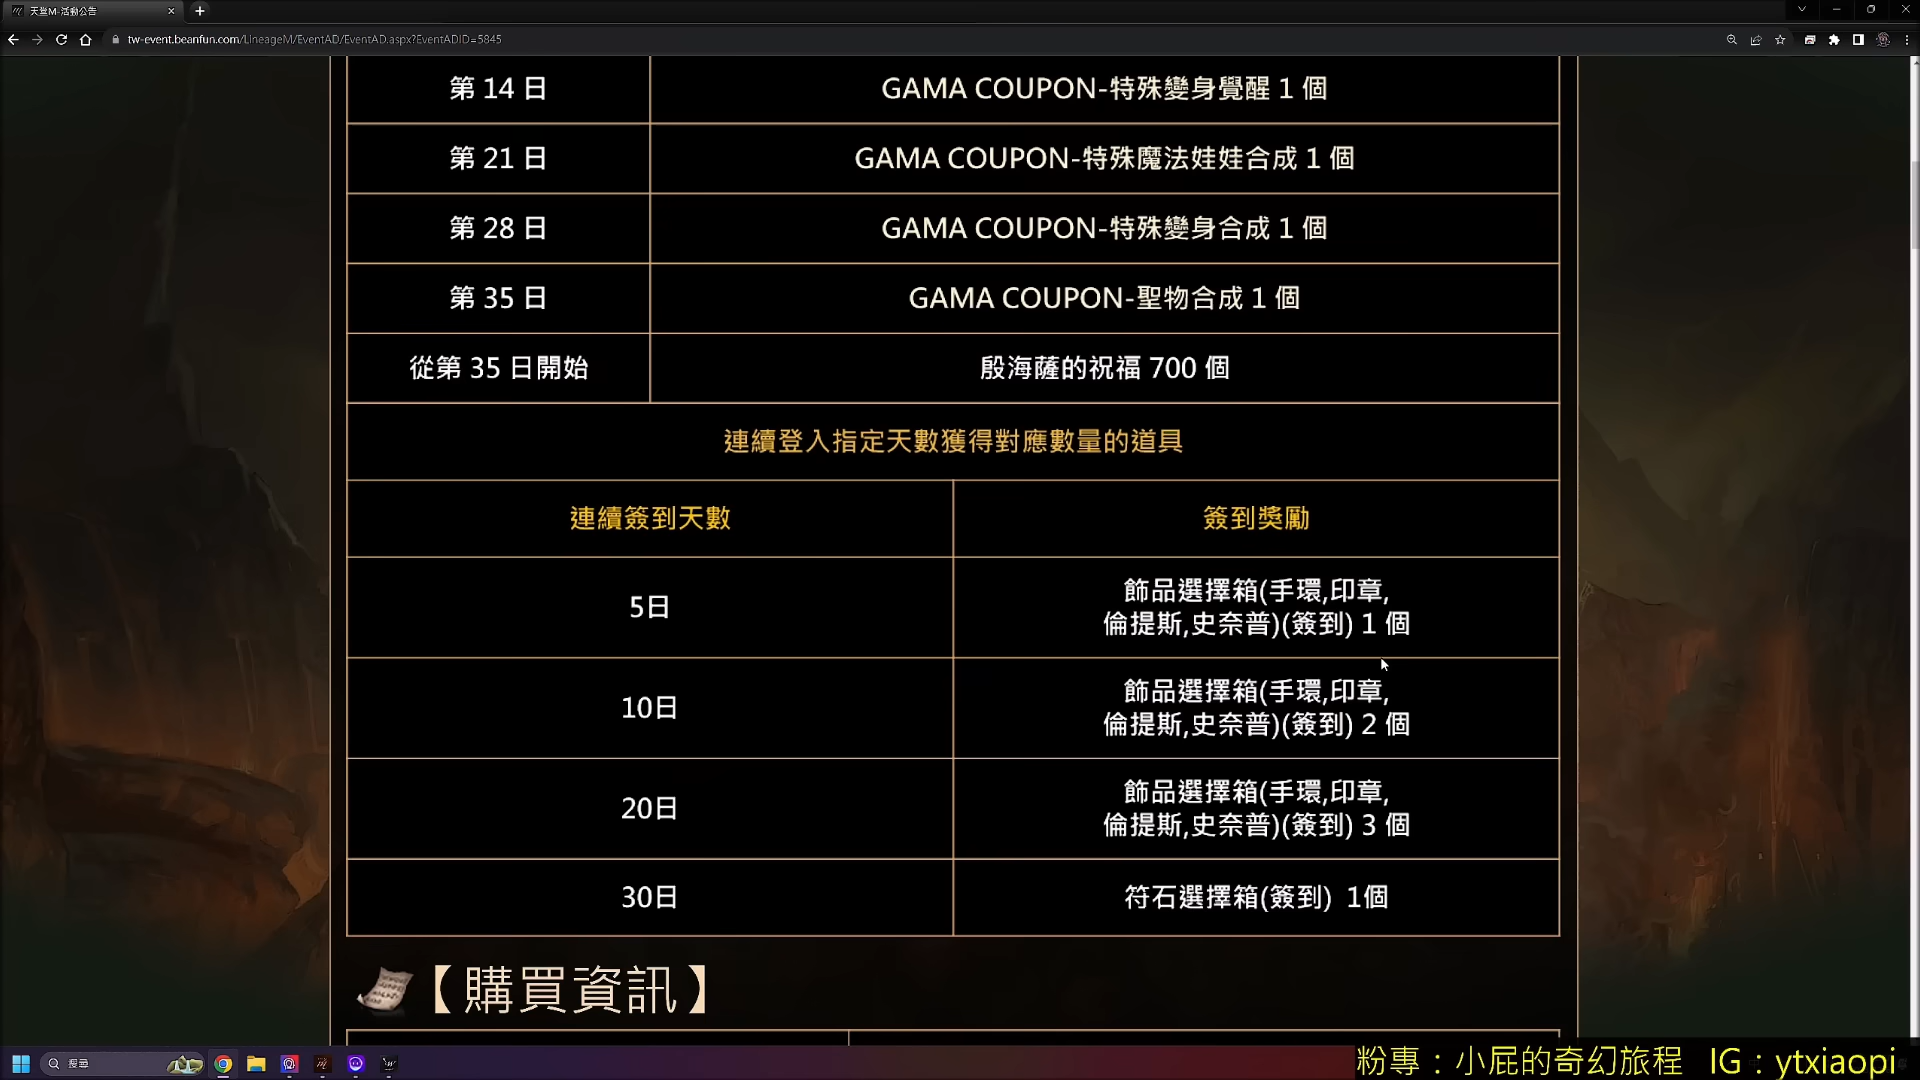 天堂M-活動公告
tw-event.beanfun.com/LineageM/EventAD/EventAD.aspx?EventADID=5845
第 14 日
GAMA COUPON-特殊變身覺醒 1 個
第 21 日
GAMA COUPON-特殊魔法娃娃合成 1 個
第 28 日
GAMA COUPON-特殊變身合成 1 個
第 35 日
GAMA COUPON-聖物合成 1 個
從第 35 日開始
殷海薩的祝福 700 個
連續登入指定天數獲得對應數量的道具
連續簽到天數
簽到獎勵
5日
飾品選擇箱(手環,印章,
倫提斯,史奈普)(簽到) 1 個
10日
飾品選擇箱(手環,印章,
倫提斯,史奈普)(簽到) 2 個
20日
飾品選擇箱(手環,印章,
倫提斯,史奈普)(簽到) 3 個
30日
符石選擇箱(簽到) 1個
【購買資訊】
搜尋
粉專：小屁的奇幻旅程 IG：ytxiaopi